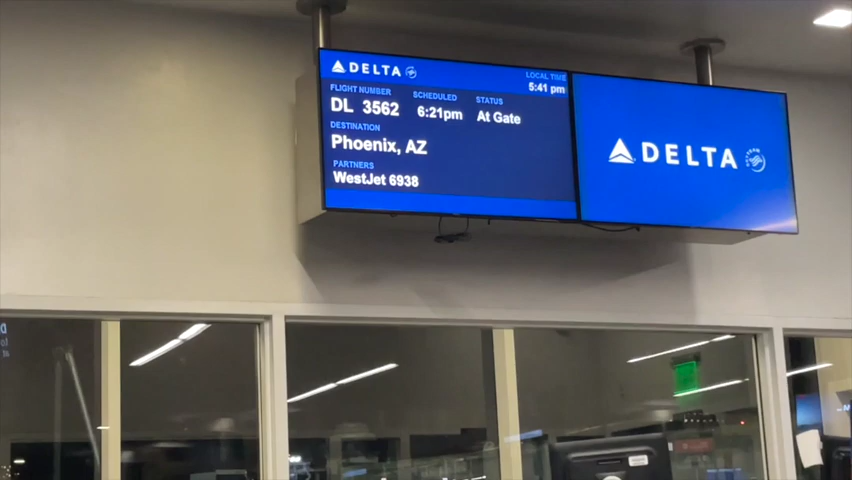 DELTA
LOCAL TIME
5:41 pm
FLIGHT NUMBER SCHEDULED STATUS
DL 3562 6:21pm At Gate
DESTINATION
Phoenix, AZ
PARTNERS
WestJet 6938
DELTA